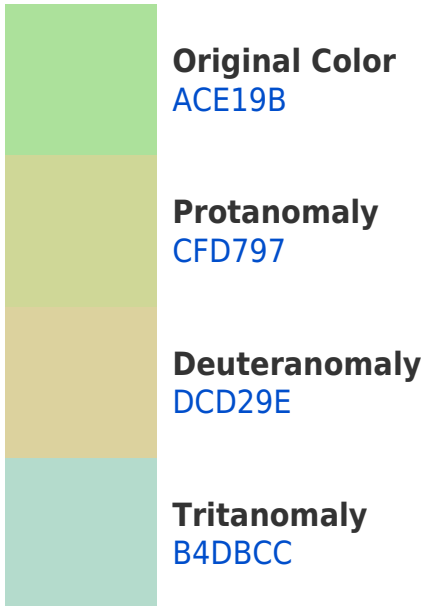 Original Color
ACE19B
Protanomaly
CFD797
Deuteranomaly
DCD29E
Tritanomaly
B4DBCC